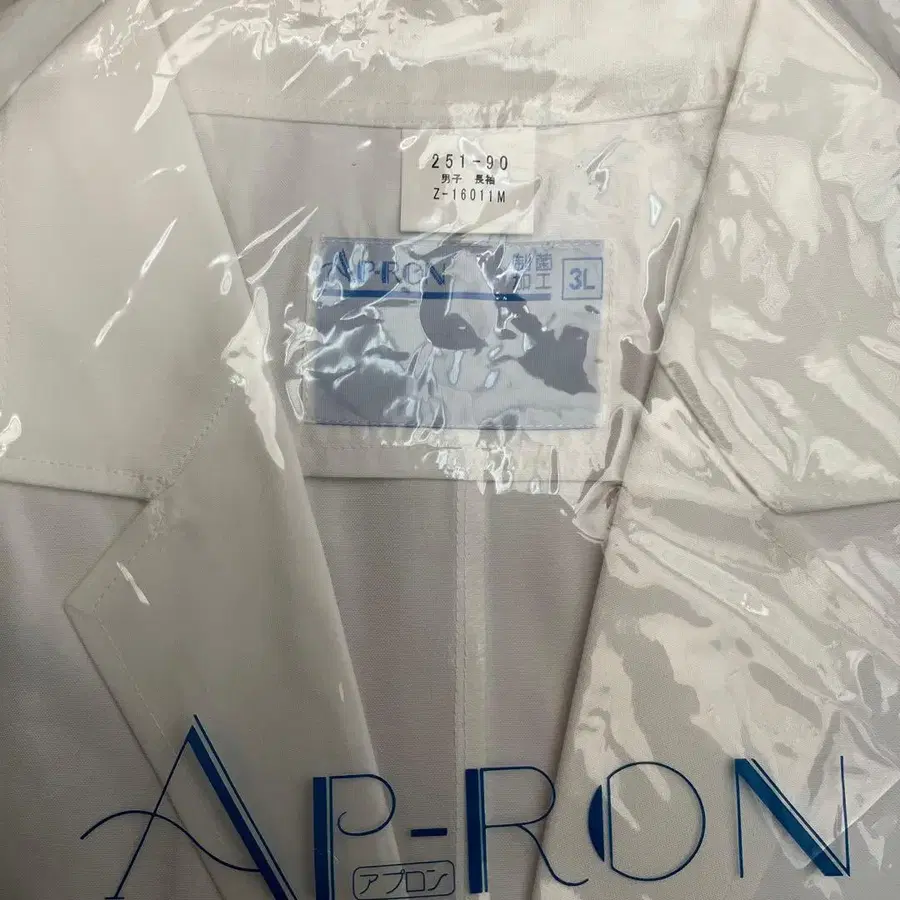 251-90
男子 長袖
Z-16011M
AP-RON
制菌
加工
3L
AP-RON
アプロン